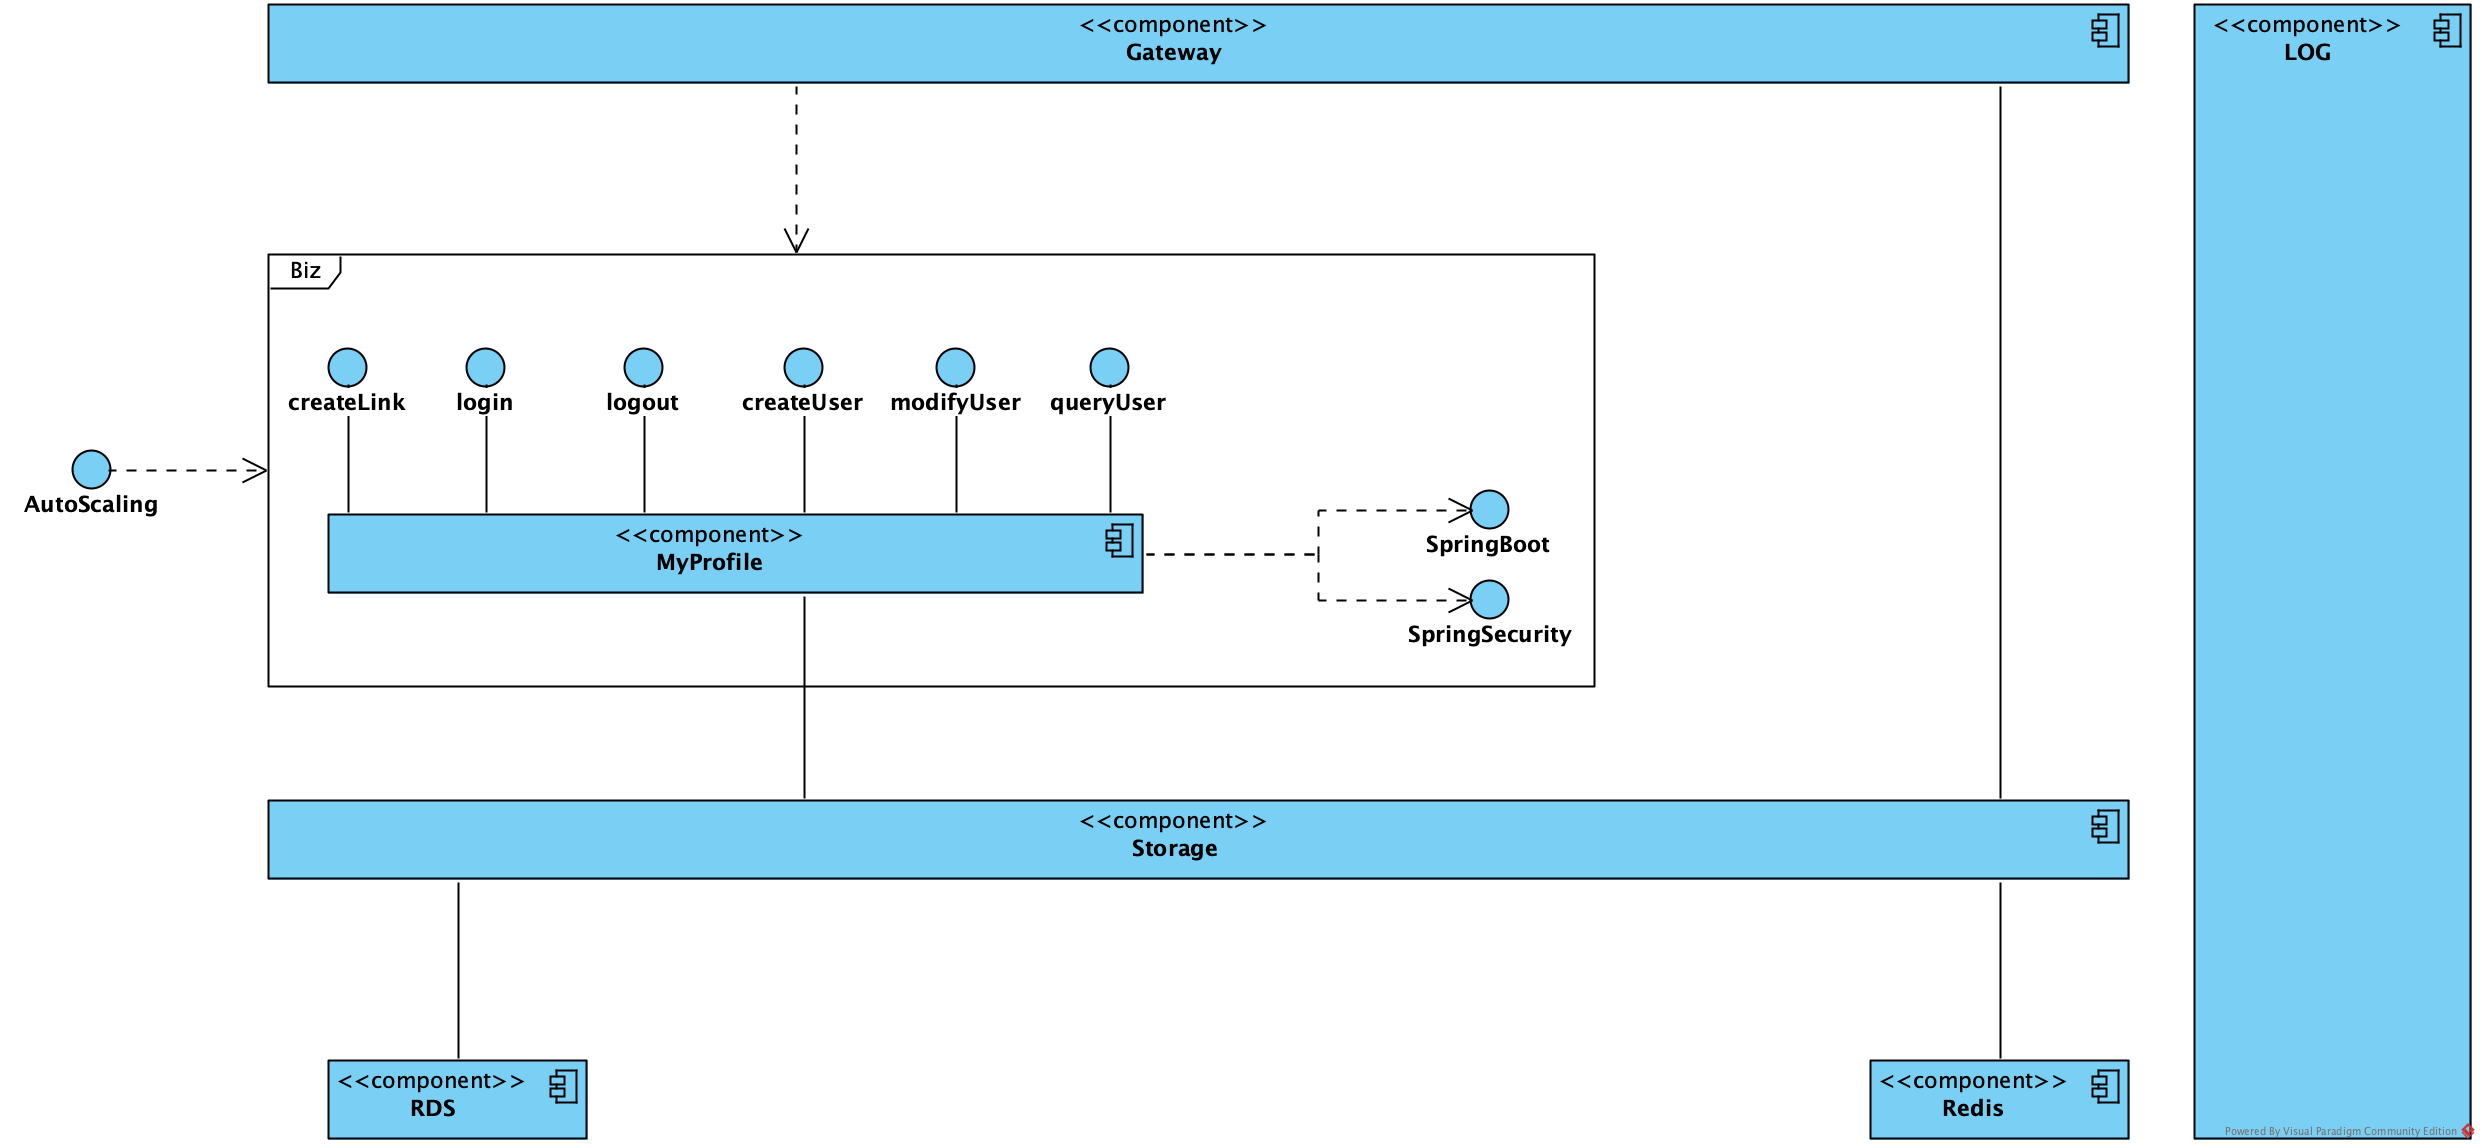 <<component>>
Gateway
<<component>>
LOG
Biz
createLink
login
logout
createUser
modifyUser
queryUser
AutoScaling
<<component>>
MyProfile
SpringBoot
SpringSecurity
<<component>>
Storage
<<component>>
RDS
<<component>>
Redis
Powered By Visual Paradigm Community Edition